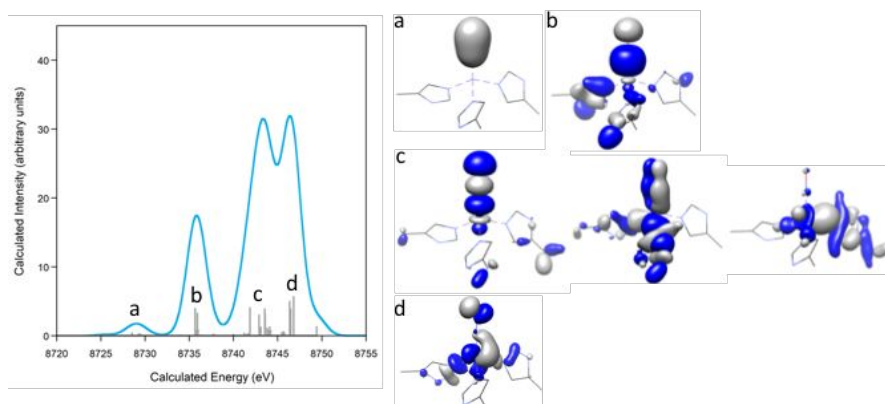 Calculated Intensity (arbitrary units)
40
30
20
10
0
a
b
c
d
8720 8725 8730 8735 8740 8745 8750 8755
Calculated Energy (eV)
a
b
c
d